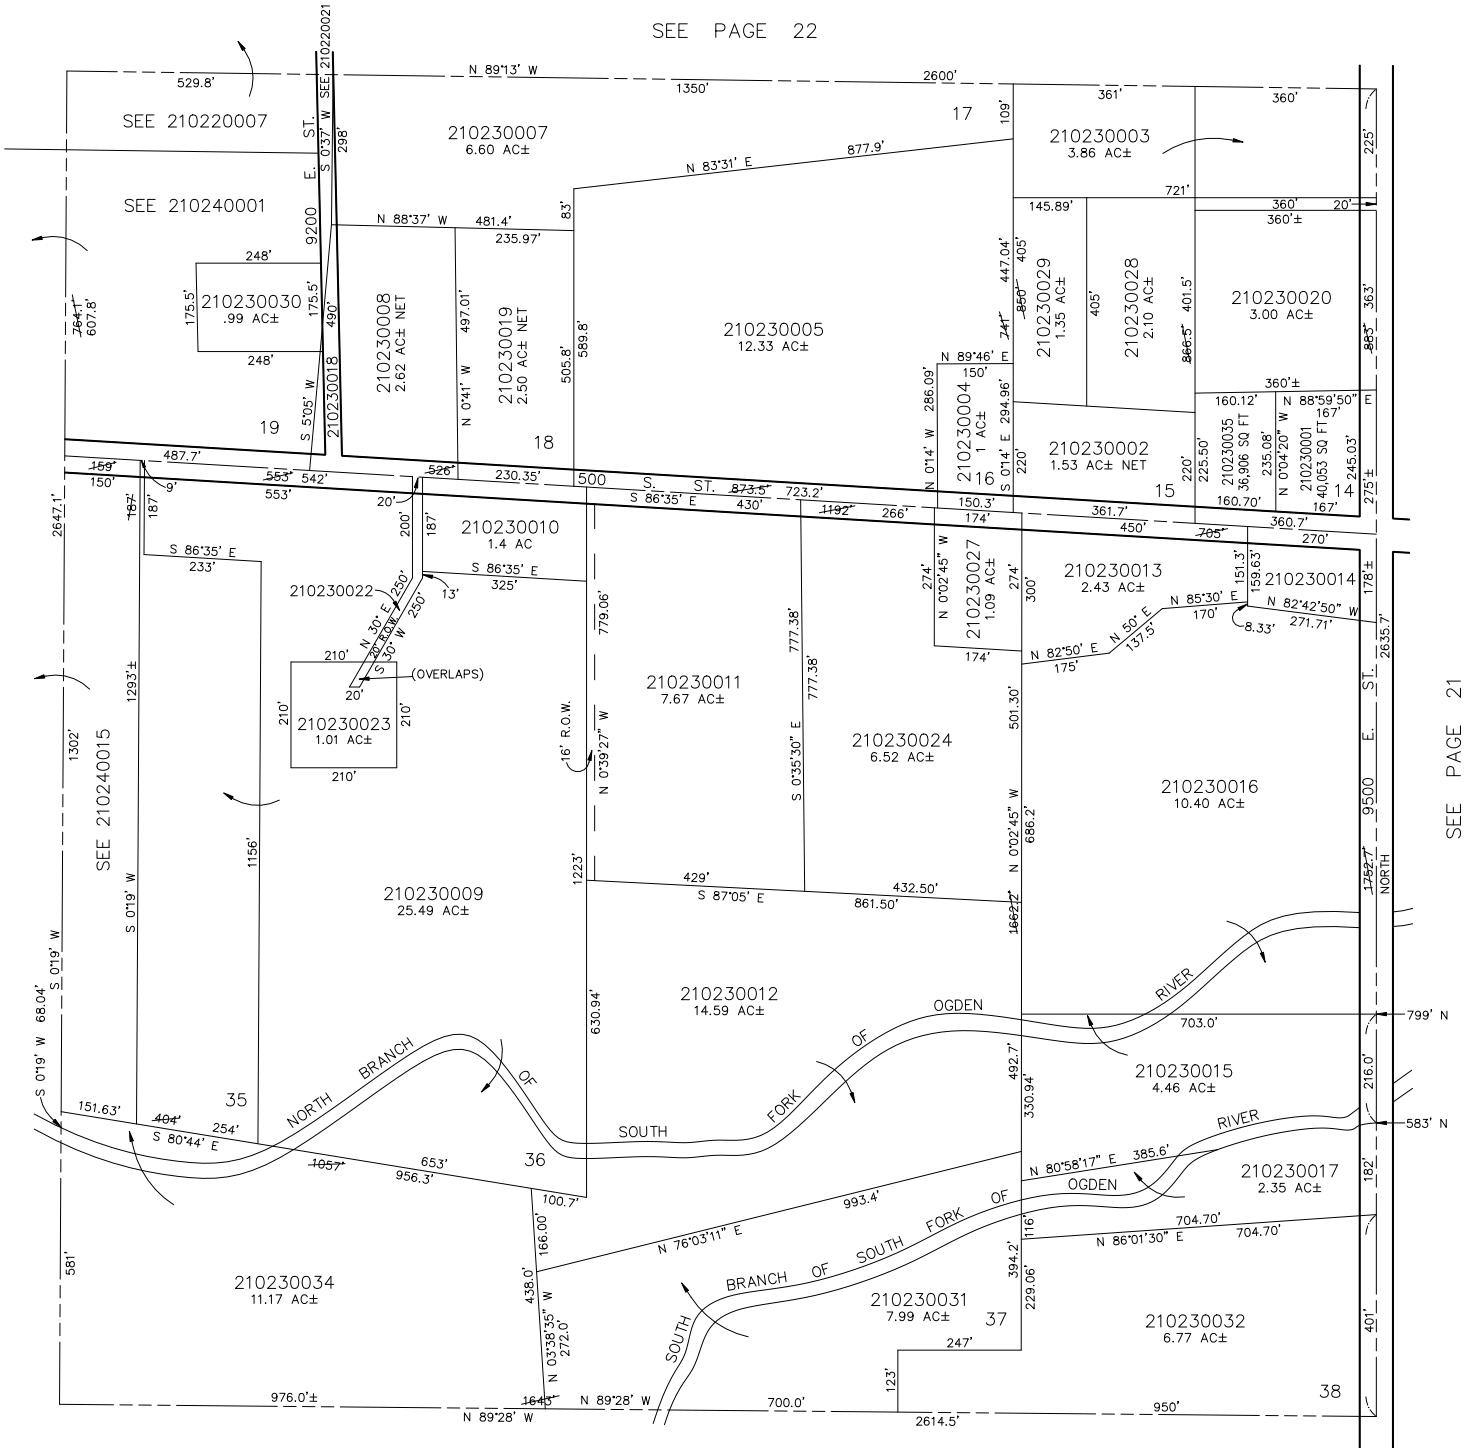 SEE PAGE 22
SEE 210220021
N 89°13' W
2600'
529.8'
1350'
361'
360'
SEE 210220007
S 0°37' W
298'
210230007
6.60 AC±
17
109'
210230003
3.86 AC±
225'
877.9'
N 83°31' E
SEE 210240001
9200 E. ST.
N 88°37' W
481.4'
235.97'
83'
721'
145.89'
360'
20'
360'±
248'
175.5'
210230030
.99 AC±
175.5'
248'
490'
764.1'
607.8'
210230008
2.62 AC± NET
497.01'
N 0°41' W
210230019
2.50 AC± NET
505.8'
589.8'
210230005
12.33 AC±
447.04'
405'
850'
741'
210230029
1.35 AC±
405'
210230028
2.10 AC±
401.5'
866.5'
210230020
3.00 AC±
363'
883'
N 89°46' E
150'
286.09'
N 0°14' W
210230004
1 AC±
16
294.96'
S 0°14' E
220'
210230002
1.53 AC± NET
15
220'
225.50'
360'±
160.12'
N 88°59'50" E
167'
210230035
36,906 SQ FT
235.08'
N 0°04'20" W
210230001
40,053 SQ FT
245.03'
14
275'±
160.70'
167'
210230018
S 5°05' W
19
18
487.7'
159'
150'
9'
553'
542'
553'
526'
230.35'
20'
500 S. ST.
873.5'
723.2'
S 86°35' E
430'
1192'
266'
150.3'
174'
361.7'
450'
705'
360.7'
270'
2647.1'
187'
187'
S 86°35' E
233'
200'
187'
210230010
1.4 AC
S 86°35' E
325'
13'
210230022
250'
N 30° E
20' R.O.W.
S 30° W
250'
(OVERLAPS)
20'
210'
210'
210230023
1.01 AC±
210'
210'
779.06'
16' R.O.W.
N 0°39'27" W
777.38'
777.38'
S 0°35'30" E
210230011
7.67 AC±
274'
N 0°02'45" W
210230027
1.09 AC±
274'
300'
174'
210230013
2.43 AC±
151.3'
159.63'
210230014
178'±
N 85°30' E
170'
8.33'
N 82°42'50" W
271.71'
N 50° E
137.5'
N 82°50' E
175'
2635.7'
501.30'
210230024
6.52 AC±
210230016
10.40 AC±
N 0°02'45" W
686.2'
1662.2'
9500 E. ST.
NORTH
1752.7'
SEE PAGE 21
1302'
SEE 210240015
1293'±
S 0°19' W
1156'
210230009
25.49 AC±
1223'
429'
S 87°05' E
432.50'
861.50'
S 0°19' W
S 0°19' W 68.04'
210230012
14.59 AC±
630.94'
NORTH BRANCH OF SOUTH FORK OF OGDEN RIVER
703.0'
799' N
492.7'
330.94'
210230015
4.46 AC±
216.0'
583' N
35
151.63'
404'
S 80°44' E
254'
1057'
653'
956.3'
36
100.7'
166.00'
N 80°58'17" E 385.6'
210230017
2.35 AC±
182'
993.4'
N 76°03'11" E
SOUTH BRANCH OF SOUTH FORK OF OGDEN RIVER
116'
704.70'
N 86°01'30" E
704.70'
394.2'
229.06'
581'
210230034
11.17 AC±
438.0'
N 03°38'35" W
272.0'
210230031
7.99 AC±
37
247'
123'
210230032
6.77 AC±
401'
38
976.0'±
1643'
N 89°28' W
N 89°28' W
700.0'
2614.5'
950'